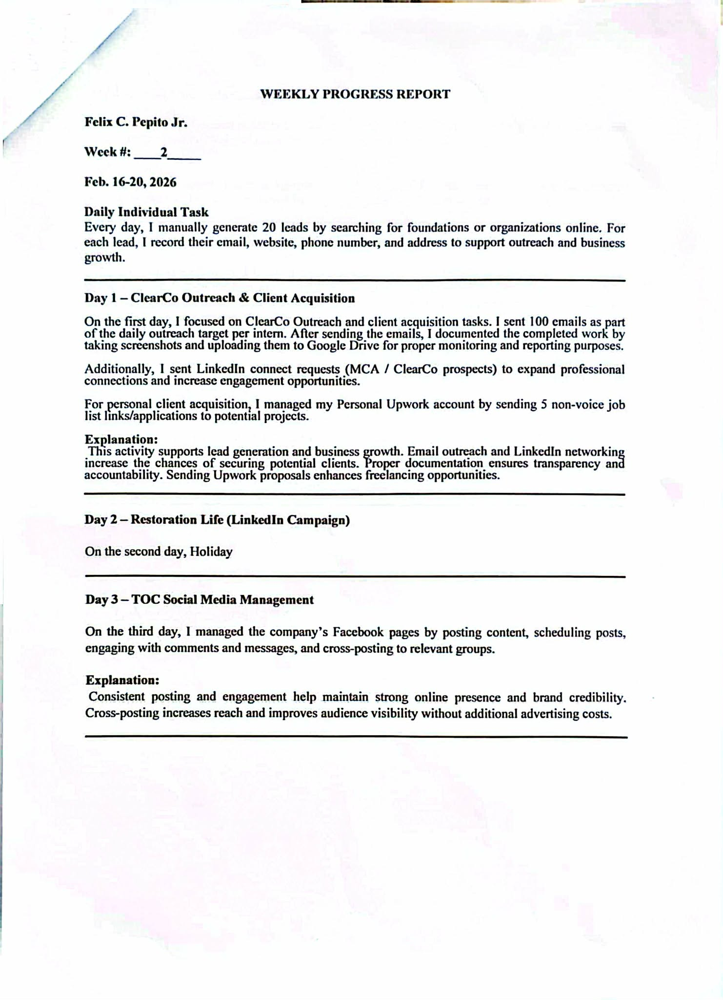 WEEKLY PROGRESS REPORT
Felix C. Pepito Jr.
Week #: ____2_____
Feb. 16-20, 2026
Daily Individual Task
Every day, I manually generate 20 leads by searching for foundations or organizations online. For
each lead, I record their email, website, phone number, and address to support outreach and business
growth.
Day 1 – ClearCo Outreach & Client Acquisition
On the first day, I focused on ClearCo Outreach and client acquisition tasks. I sent 100 emails as part
of the daily outreach target per intern. After sending the emails, I documented the completed work by
taking screenshots and uploading them to Google Drive for proper monitoring and reporting purposes.
Additionally, I sent LinkedIn connect requests (MCA / ClearCo prospects) to expand professional
connections and increase engagement opportunities.
For personal client acquisition, I managed my Personal Upwork account by sending 5 non-voice job
list links/applications to potential projects.
Explanation:
This activity supports lead generation and business growth. Email outreach and LinkedIn networking
increase the chances of securing potential clients. Proper documentation ensures transparency and
accountability. Sending Upwork proposals enhances freelancing opportunities.
Day 2 – Restoration Life (LinkedIn Campaign)
On the second day, Holiday
Day 3 – TOC Social Media Management
On the third day, I managed the company's Facebook pages by posting content, scheduling posts,
engaging with comments and messages, and cross-posting to relevant groups.
Explanation:
Consistent posting and engagement help maintain strong online presence and brand credibility.
Cross-posting increases reach and improves audience visibility without additional advertising costs.